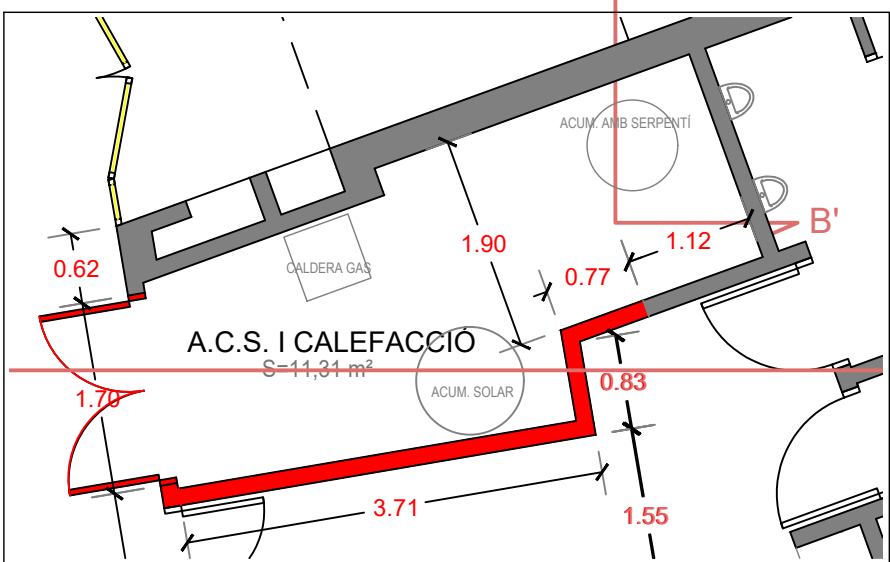 ACUM. AMB SERPENTÍ
B'
1.90
1.12
0.62
CALDERA GAS
0.77
A.C.S. I CALEFACCIÓ
S=11,31 m²
0.83
ACUM. SOLAR
1.70
3.71
1.55